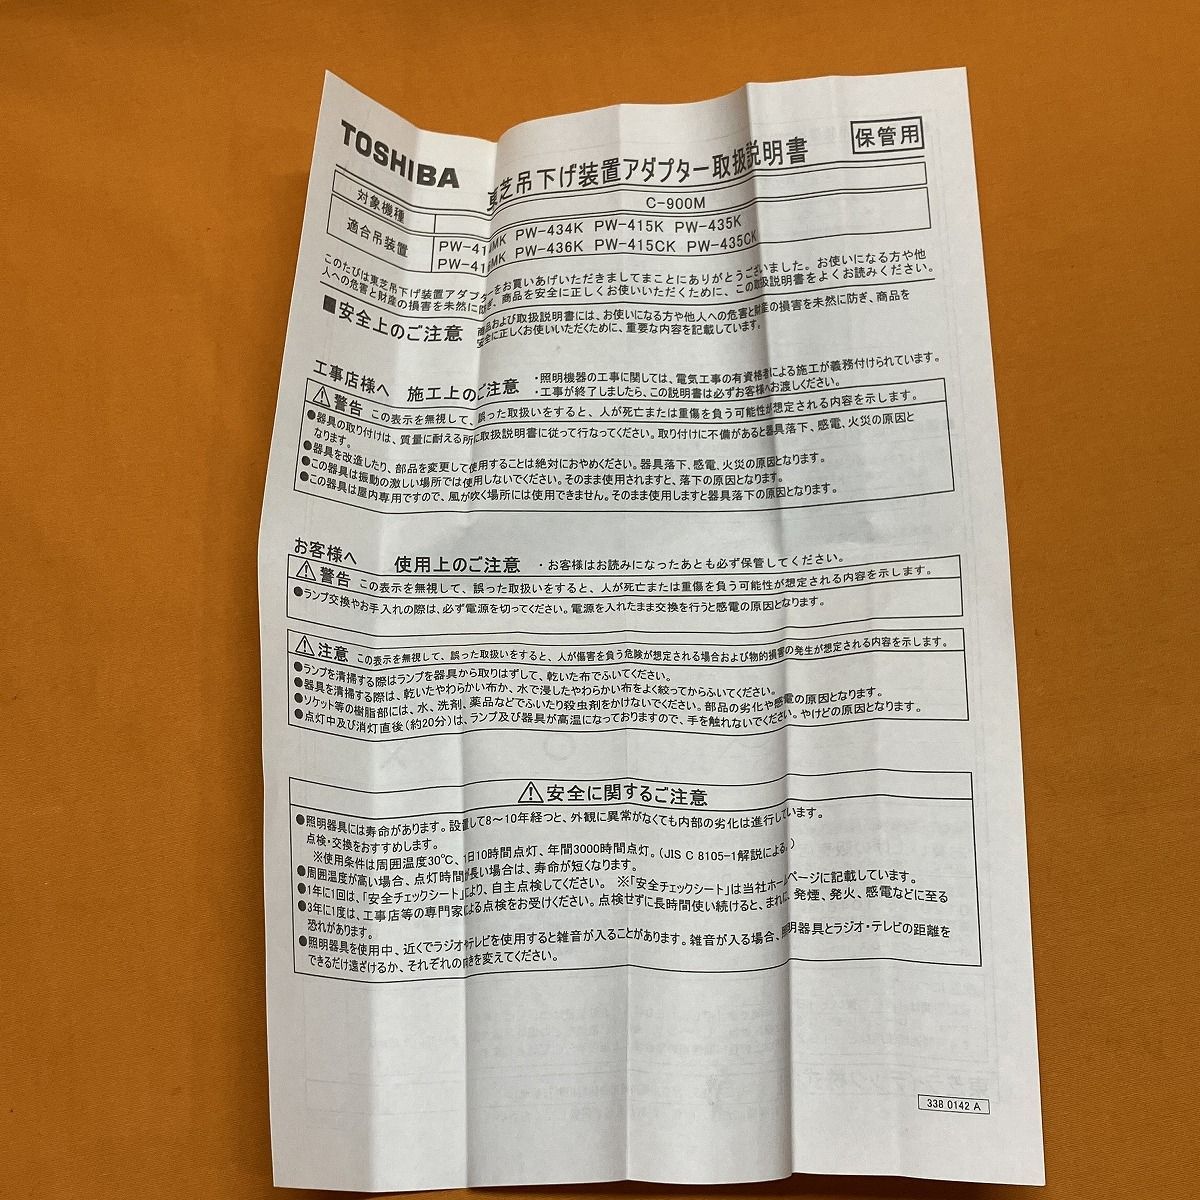 TOSHIBA
東芝吊下げ装置アダプター取扱説明書
保管用
対象機種 C-900M
適合吊装置
PW-41 MK PW-434K PW-415K PW-435K
PW-41 MK PW-436K PW-415CK PW-435CK
このたびは東芝吊下げ装置アダプターをお買いあげいただきましてまことにありがとうございました。お使いになる方や他
人への危害と財産の損害を未然に防ぎ、商品を安全に正しくお使いいただくために、この取扱説明書をよくお読みください。
■安全上のご注意
商品および取扱説明書には、お使いになる方や他人への危害と財産の損害を未然に防ぎ、商品を
安全に正しくお使いいただくために、重要な内容を記載しています。
工事店様へ 施工上のご注意
・照明機器の工事に関しては、電気工事の有資格者による施工が義務付けられています。
・工事が終了しましたら、この説明書は必ずお客様へお渡しください。
⚠警告 この表示を無視して、誤った取扱いをすると、人が死亡または重傷を負う可能性が想定される内容を示します。
●器具の取り付けは、質量に耐える所に取扱説明書に従って行なってください。取り付けに不備があると器具落下、感電、火災の原因と
なります。
●器具を改造したり、部品を変更して使用することは絶対におやめください。器具落下、感電、火災の原因となります。
●この器具は振動の激しい場所では使用しないでください。そのまま使用されますと、落下の原因となります。
●この器具は屋内専用ですので、風が吹く場所には使用できません。そのまま使用しますと器具落下の原因となります。
お客様へ 使用上のご注意 ・お客様はお読みになったあとも必ず保管してください。
⚠警告 この表示を無視して、誤った取扱いをすると、人が死亡または重傷を負う可能性が想定される内容を示します。
●ランプ交換やお手入れの際は、必ず電源を切ってください。電源を入れたまま交換を行うと感電の原因となります。
⚠注意 この表示を無視して、誤った取扱いをすると、人が傷害を負う危険が想定される場合および物的損害の発生が想定される内容を示します。
●ランプを清掃する際はランプを器具から取りはずして、乾いた布でふいてください。
●器具を清掃する際は、乾いたやわらかい布か、水で浸したやわらかい布をよく絞ってからふいてください。
●ソケット等の樹脂部には、水、洗剤、薬品などでふいたり殺虫剤をかけないでください。部品の劣化や感電の原因となります。
●点灯中及び消灯直後(約20分)は、ランプ及び器具が高温になっておりますので、手を触れないでください。やけどの原因となります。
⚠安全に関するご注意
●照明器具には寿命があります。設置して8～10年経つと、外観に異常がなくても内部の劣化は進行しています。
点検・交換をおすすめします。
※使用条件は周囲温度30℃、1日10時間点灯、年間3000時間点灯。(JIS C 8105-1解説による。)
●周囲温度が高い場合、点灯時間が長い場合は、寿命が短くなります。
●1年に1回は、「安全チェックシート」により、自主点検してください。 ※「安全チェックシート」は当社ホームページに記載しています。
●3年に1度は、工事店等の専門家による点検をお受けください。点検せずに長時間使い続けると、まれに、発煙、発火、感電などに至る
恐れがあります。
●照明器具を使用中、近くでラジオやテレビを使用すると雑音が入ることがあります。雑音が入る場合、照明器具とラジオ・テレビの距離を
できるだけ遠ざけるか、それぞれの向きを変えてください。
338 0142 A